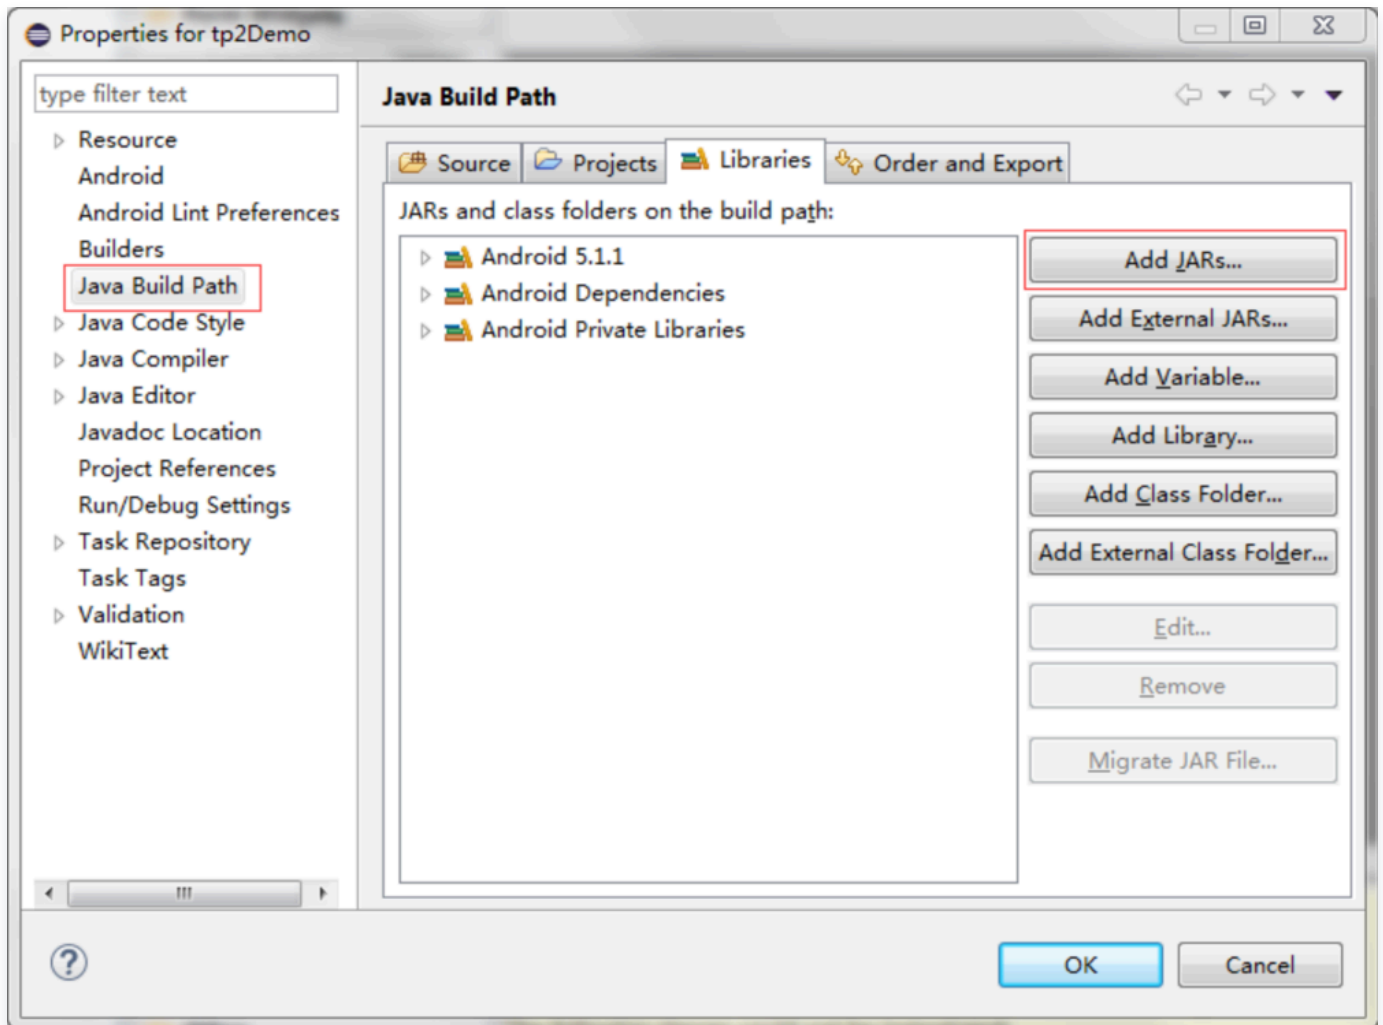 Properties for tp2Demo
type filter text
Resource
Android
Android Lint Preferences
Builders
Java Build Path
Java Code Style
Java Compiler
Java Editor
Javadoc Location
Project References
Run/Debug Settings
Task Repository
Task Tags
Validation
WikiText
Java Build Path
Source
Projects
Libraries
Order and Export
JARs and class folders on the build path:
Android 5.1.1
Android Dependencies
Android Private Libraries
Add JARs...
Add External JARs...
Add Variable...
Add Library...
Add Class Folder...
Add External Class Folder...
Edit...
Remove
Migrate JAR File...
OK
Cancel